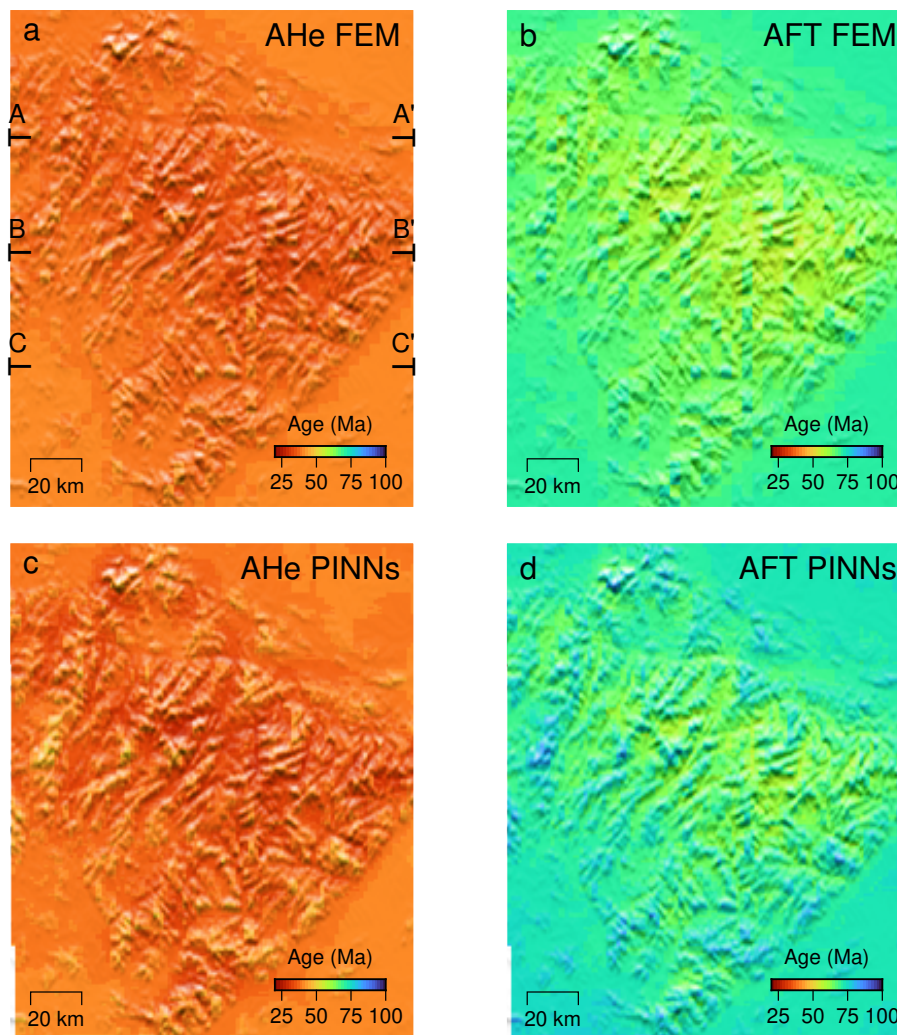 a AHe FEM
A A'
B B'
C C'
Age (Ma)
20 km
25 50 75 100
b AFT FEM
Age (Ma)
20 km
25 50 75 100
c AHe PINNs
Age (Ma)
20 km
25 50 75 100
d AFT PINNs
Age (Ma)
20 km
25 50 75 100